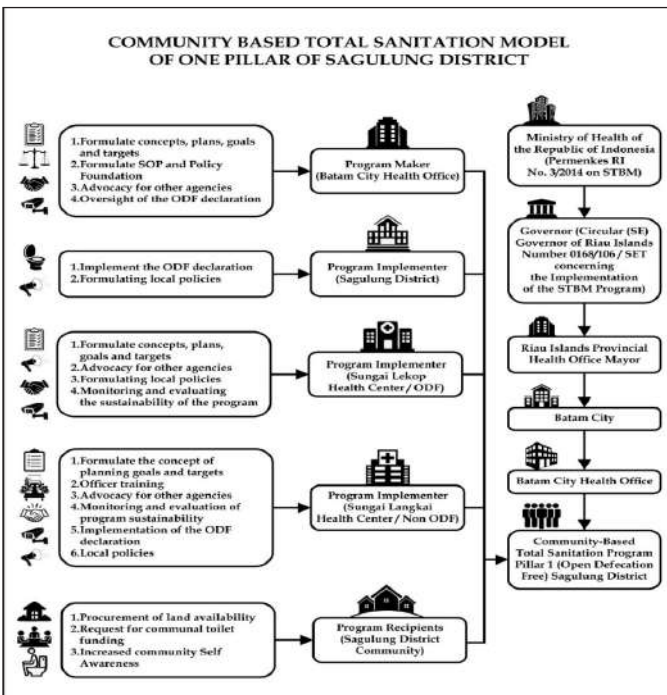 COMMUNITY BASED TOTAL SANITATION MODEL
OF ONE PILLAR OF SAGULUNG DISTRICT
1.Formulate concepts, plans, goals
and targets
2.Formulate SOP and Policy
Foundation
3.Advocacy for other agencies
4.Oversight of the ODF declaration
Program Maker
(Batam City Health Office)
1.Implement the ODF declaration
2.Formulating local policies
Program Implementer
(Sagulung District)
1.Formulate concepts, plans,
goals and targets
2.Advocacy for other agencies
3.Formulating local policies
4.Monitoring and evaluating
the sustainability of the program
Program Implementer
(Sungai Lekop
Health Center / ODF)
1.Formulate the concept of
planning goals and targets
2.Officer training
3.Advocacy for other agencies
4.Monitoring and evaluation of
program sustainability
5.Implementation of the ODF
declaration
6.Local policies
Program Implementer
(Sungai Langkai
Health Center / Non ODF)
1.Procurement of land availability
2.Request for communal toilet
funding
3.Increased community Self
Awareness
Program Recipients
(Sagulung District
Community)
Ministry of Health of
the Republic of Indonesia
(Permenkes RI
No. 3/2014 on STBM)
Governor (Circular (SE)
Governor of Riau Islands
Number 0168/106 / SET
concerning
the Implementation
of the STBM Program)
Riau Islands Provincial
Health Office Mayor
Batam City
Batam City Health Office
Community-Based
Total Sanitation Program
Pillar 1 (Open Defecation
Free) Sagulung District